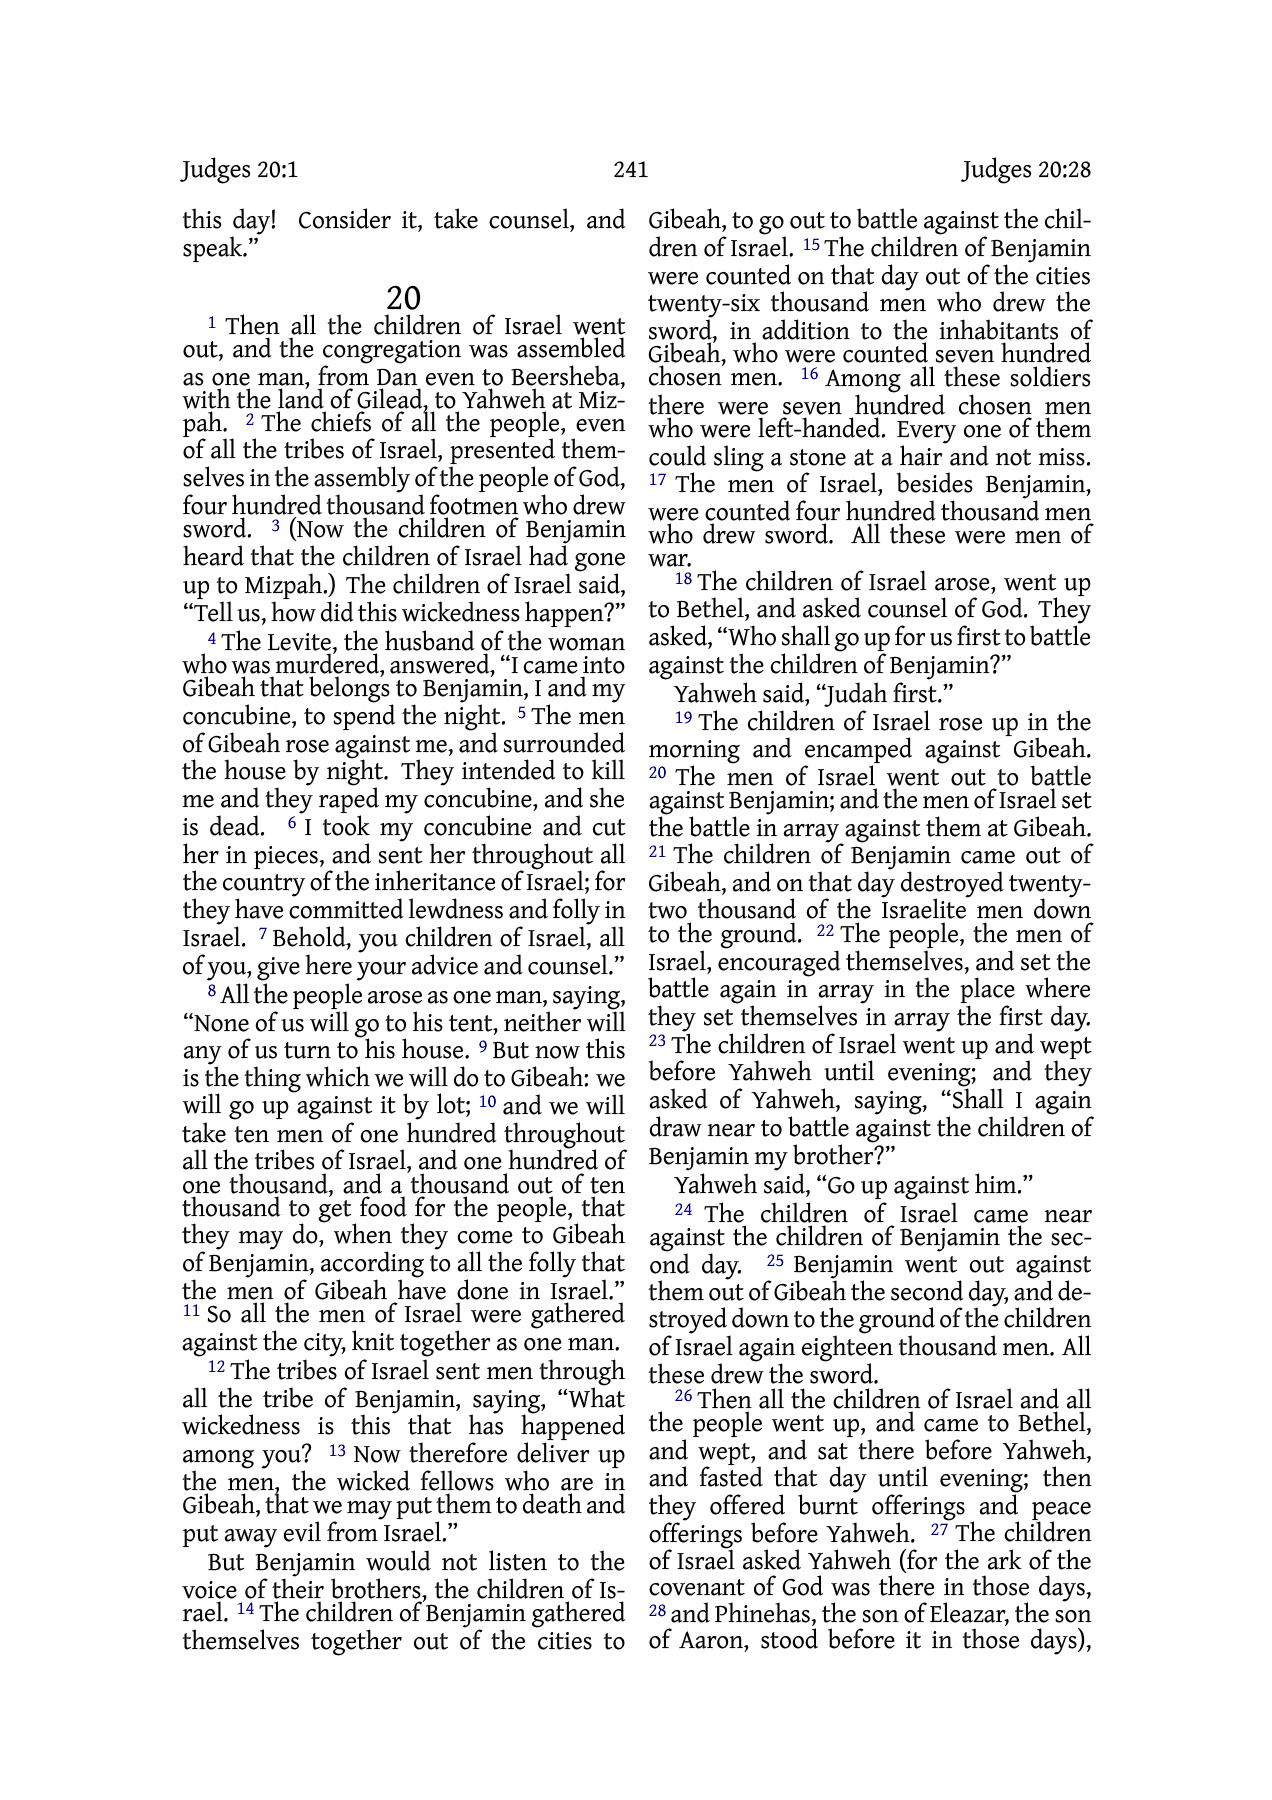 Judges 20:1 241 Judges 20:28
this day! Consider it, take counsel, and
speak.”
20
1 Then all the children of Israel went
out, and the congregation was assembled
as one man, from Dan even to Beersheba,
with the land of Gilead, to Yahweh at Miz-
pah. 2 The chiefs of all the people, even
of all the tribes of Israel, presented them-
selves in the assembly of the people of God,
four hundred thousand footmen who drew
sword. 3 (Now the children of Benjamin
heard that the children of Israel had gone
up to Mizpah.) The children of Israel said,
“Tell us, how did this wickedness happen?”
4 The Levite, the husband of the woman
who was murdered, answered, “I came into
Gibeah that belongs to Benjamin, I and my
concubine, to spend the night. 5 The men
of Gibeah rose against me, and surrounded
the house by night. They intended to kill
me and they raped my concubine, and she
is dead. 6 I took my concubine and cut
her in pieces, and sent her throughout all
the country of the inheritance of Israel; for
they have committed lewdness and folly in
Israel. 7 Behold, you children of Israel, all
of you, give here your advice and counsel.”
8 All the people arose as one man, saying,
“None of us will go to his tent, neither will
any of us turn to his house. 9 But now this
is the thing which we will do to Gibeah: we
will go up against it by lot; 10 and we will
take ten men of one hundred throughout
all the tribes of Israel, and one hundred of
one thousand, and a thousand out of ten
thousand to get food for the people, that
they may do, when they come to Gibeah
of Benjamin, according to all the folly that
the men of Gibeah have done in Israel.”
11 So all the men of Israel were gathered
against the city, knit together as one man.
12 The tribes of Israel sent men through
all the tribe of Benjamin, saying, “What
wickedness is this that has happened
among you? 13 Now therefore deliver up
the men, the wicked fellows who are in
Gibeah, that we may put them to death and
put away evil from Israel.”
But Benjamin would not listen to the
voice of their brothers, the children of Is-
rael. 14 The children of Benjamin gathered
themselves together out of the cities to
Gibeah, to go out to battle against the chil-
dren of Israel. 15 The children of Benjamin
were counted on that day out of the cities
twenty-six thousand men who drew the
sword, in addition to the inhabitants of
Gibeah, who were counted seven hundred
chosen men. 16 Among all these soldiers
there were seven hundred chosen men
who were left-handed. Every one of them
could sling a stone at a hair and not miss.
17 The men of Israel, besides Benjamin,
were counted four hundred thousand men
who drew sword. All these were men of
war.
18 The children of Israel arose, went up
to Bethel, and asked counsel of God. They
asked, “Who shall go up for us first to battle
against the children of Benjamin?”
Yahweh said, “Judah first.”
19 The children of Israel rose up in the
morning and encamped against Gibeah.
20 The men of Israel went out to battle
against Benjamin; and the men of Israel set
the battle in array against them at Gibeah.
21 The children of Benjamin came out of
Gibeah, and on that day destroyed twenty-
two thousand of the Israelite men down
to the ground. 22 The people, the men of
Israel, encouraged themselves, and set the
battle again in array in the place where
they set themselves in array the first day.
23 The children of Israel went up and wept
before Yahweh until evening; and they
asked of Yahweh, saying, “Shall I again
draw near to battle against the children of
Benjamin my brother?”
Yahweh said, “Go up against him.”
24 The children of Israel came near
against the children of Benjamin the sec-
ond day. 25 Benjamin went out against
them out of Gibeah the second day, and de-
stroyed down to the ground of the children
of Israel again eighteen thousand men. All
these drew the sword.
26 Then all the children of Israel and all
the people went up, and came to Bethel,
and wept, and sat there before Yahweh,
and fasted that day until evening; then
they offered burnt offerings and peace
offerings before Yahweh. 27 The children
of Israel asked Yahweh (for the ark of the
covenant of God was there in those days,
28 and Phinehas, the son of Eleazar, the son
of Aaron, stood before it in those days),